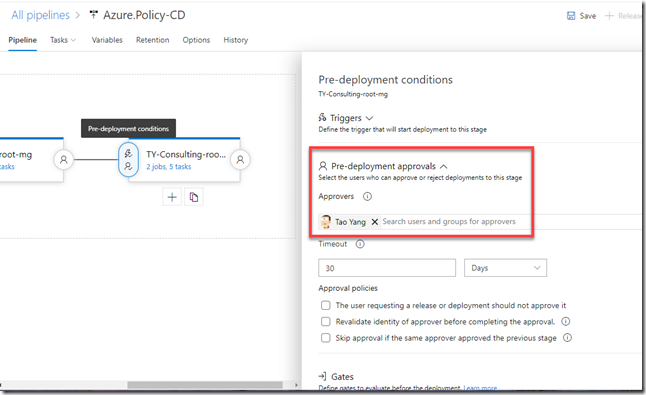 All pipelines > Azure.Policy-CD
Save
Release
Pipeline Tasks Variables Retention Options History
Pre-deployment conditions
TY-Consulting-root-mg
Triggers
Define the trigger that will start deployment to this stage
Pre-deployment conditions
root-mg
tasks
TY-Consulting-roo...
2 jobs, 5 tasks
Pre-deployment approvals
Select the users who can approve or reject deployments to this stage
Approvers
Tao Yang Search users and groups for approvers
Timeout
30 Days
Approval policies
The user requesting a release or deployment should not approve it
Revalidate identity of approver before completing the approval.
Skip approval if the same approver approved the previous stage
Gates
Define gates to evaluate before the deployment. Learn more